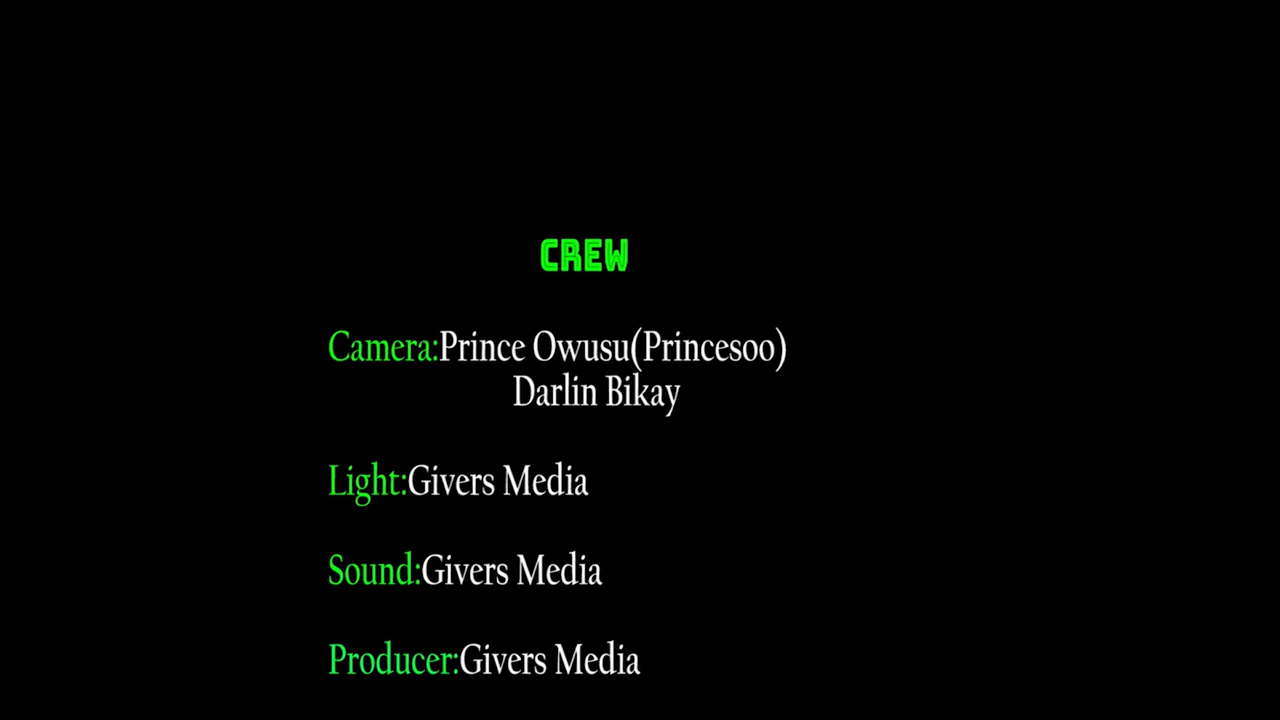 CREW
Camera:Prince Owusu(Princesoo)
Darlin Bikay
Light:Givers Media
Sound:Givers Media
Producer:Givers Media